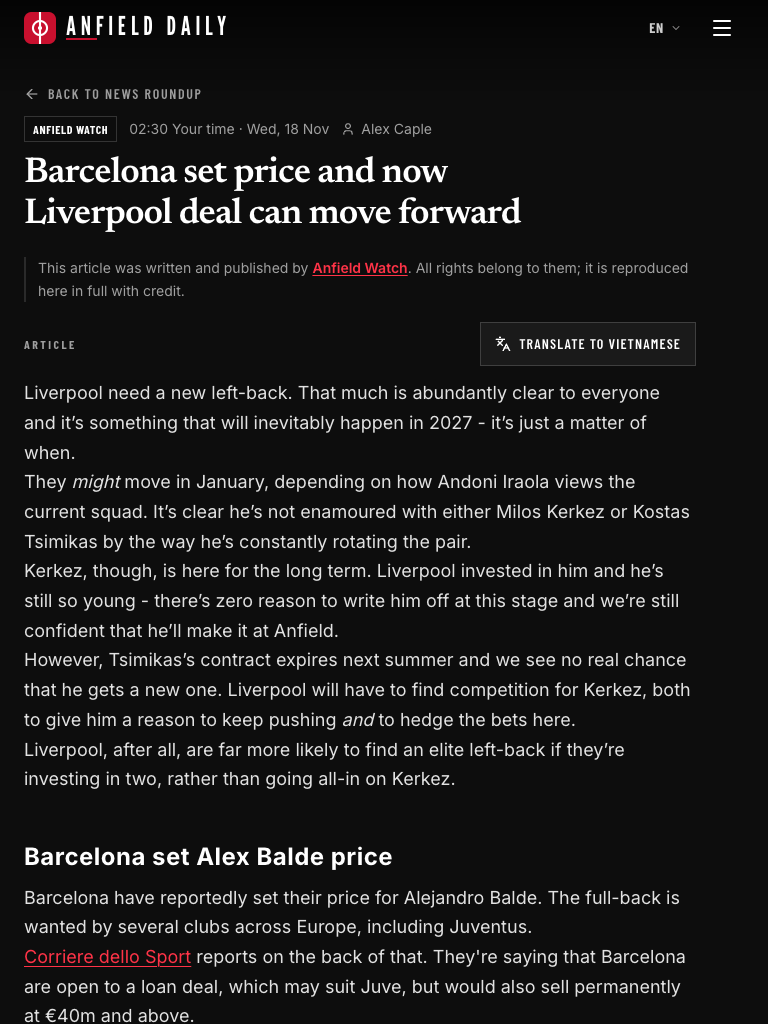 ANFIELD DAILY
EN
BACK TO NEWS ROUNDUP
ANFIELD WATCH
02:30 Your time · Wed, 18 Nov
Alex Caple
Barcelona set price and now
Liverpool deal can move forward
This article was written and published by Anfield Watch. All rights belong to them; it is reproduced
here in full with credit.
ARTICLE
TRANSLATE TO VIETNAMESE
Liverpool need a new left-back. That much is abundantly clear to everyone
and it’s something that will inevitably happen in 2027 - it’s just a matter of
when.
They might move in January, depending on how Andoni Iraola views the
current squad. It’s clear he’s not enamoured with either Milos Kerkez or Kostas
Tsimikas by the way he’s constantly rotating the pair.
Kerkez, though, is here for the long term. Liverpool invested in him and he’s
still so young - there’s zero reason to write him off at this stage and we’re still
confident that he’ll make it at Anfield.
However, Tsimikas’s contract expires next summer and we see no real chance
that he gets a new one. Liverpool will have to find competition for Kerkez, both
to give him a reason to keep pushing and to hedge the bets here.
Liverpool, after all, are far more likely to find an elite left-back if they’re
investing in two, rather than going all-in on Kerkez.
Barcelona set Alex Balde price
Barcelona have reportedly set their price for Alejandro Balde. The full-back is
wanted by several clubs across Europe, including Juventus.
Corriere dello Sport reports on the back of that. They're saying that Barcelona
are open to a loan deal, which may suit Juve, but would also sell permanently
at €40m and above.